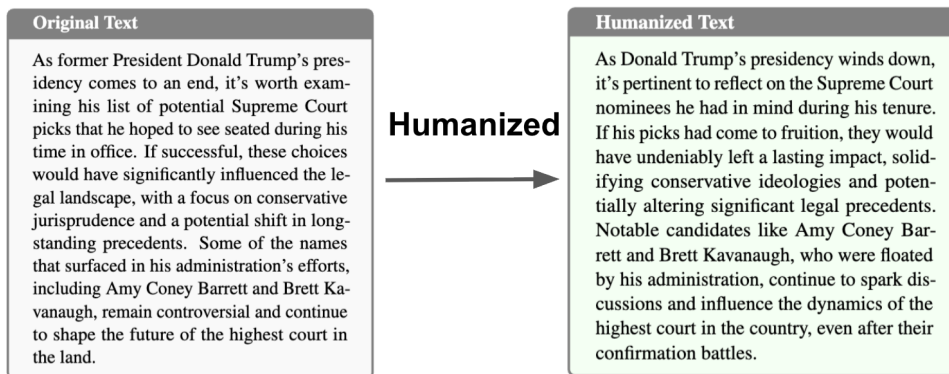 Original Text
As former President Donald Trump's pres-
idency comes to an end, it's worth exam-
ining his list of potential Supreme Court
picks that he hoped to see seated during his
time in office. If successful, these choices
would have significantly influenced the le-
gal landscape, with a focus on conservative
jurisprudence and a potential shift in long-
standing precedents. Some of the names
that surfaced in his administration's efforts,
including Amy Coney Barrett and Brett Ka-
vanaugh, remain controversial and continue
to shape the future of the highest court in
the land.
Humanized
Humanized Text
As Donald Trump's presidency winds down,
it's pertinent to reflect on the Supreme Court
nominees he had in mind during his tenure.
If his picks had come to fruition, they would
have undeniably left a lasting impact, solid-
ifying conservative ideologies and poten-
tially altering significant legal precedents.
Notable candidates like Amy Coney Bar-
rett and Brett Kavanaugh, who were floated
by his administration, continue to spark dis-
cussions and influence the dynamics of the
highest court in the country, even after their
confirmation battles.